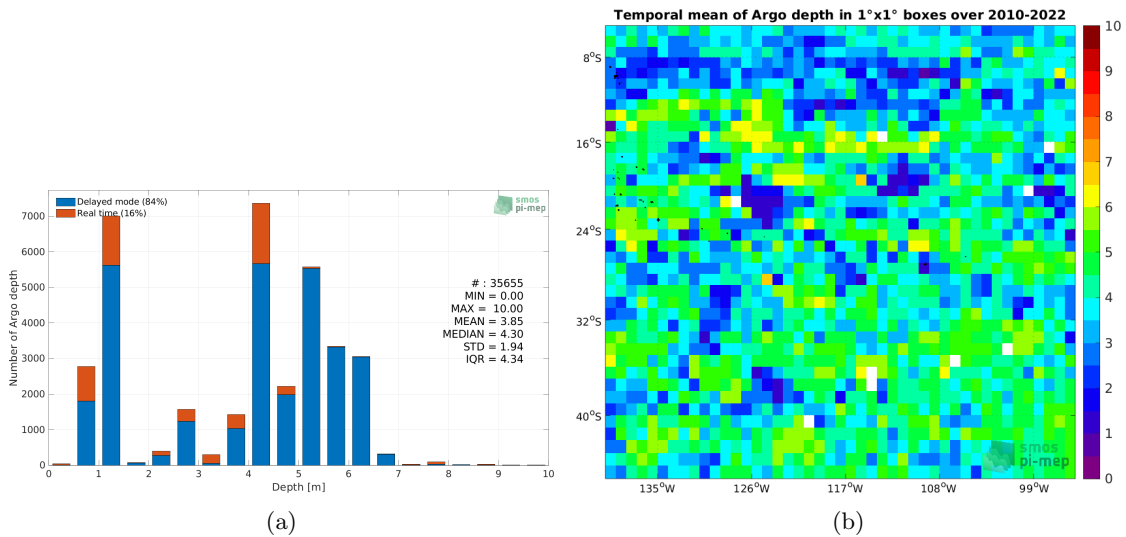 Temporal mean of Argo depth in 1°x1° boxes over 2010-2022
Delayed mode (84%)
Real time (16%)
smos
pi-mep
# : 35655
MIN = 0.00
MAX = 10.00
MEAN = 3.85
MEDIAN = 4.30
STD = 1.94
IQR = 4.34
Number of Argo depth
7000
6000
5000
4000
3000
2000
1000
0
0 1 2 3 4 5 6 7 8 9 10
Depth [m]
(a)
8°S
16°S
24°S
32°S
40°S
135°W 126°W 117°W 108°W 99°W
smos
pi-mep
10
9
8
7
6
5
4
3
2
1
0
(b)